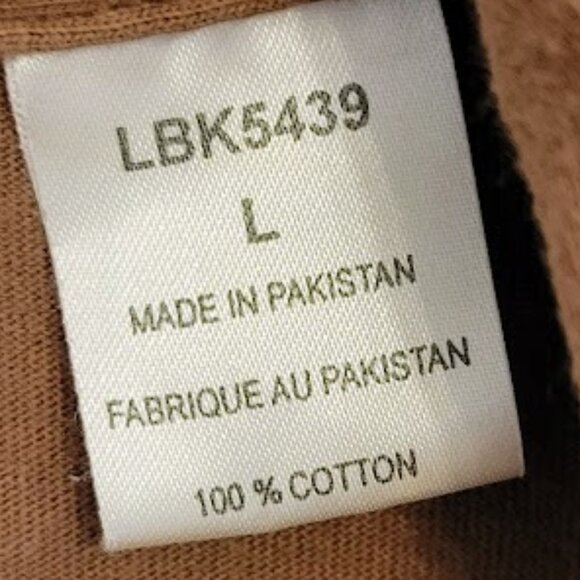 LBK5439
L
MADE IN PAKISTAN
FABRIQUE AU PAKISTAN
100 % COTTON